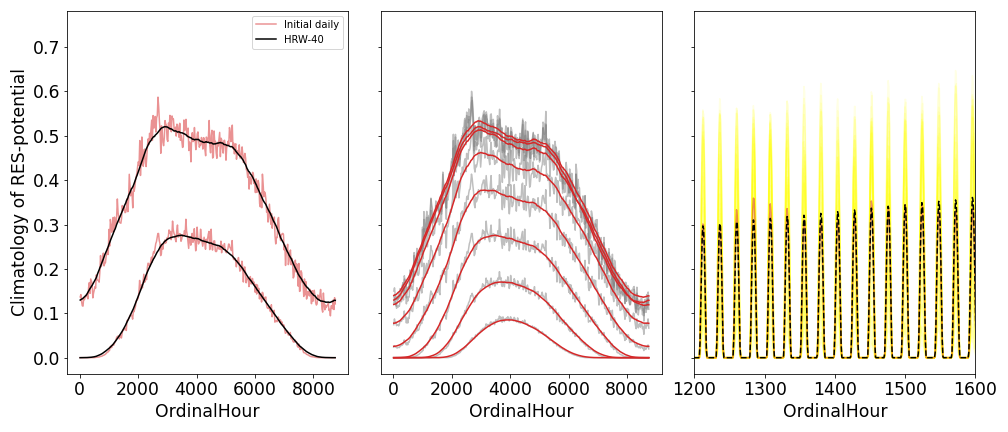 Climatology of RES-potential
0.7
0.6
0.5
0.4
0.3
0.2
0.1
0.0
Initial daily
HRW-40
0 2000 4000 6000 8000
OrdinalHour
0 2000 4000 6000 8000
OrdinalHour
1200 1300 1400 1500 1600
OrdinalHour